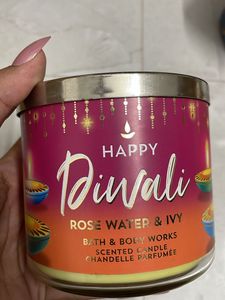 HAPPY
Diwali
ROSE WATER & IVY
BATH & BODY WORKS
SCENTED CANDLE
CHANDELLE PARFUMÉE